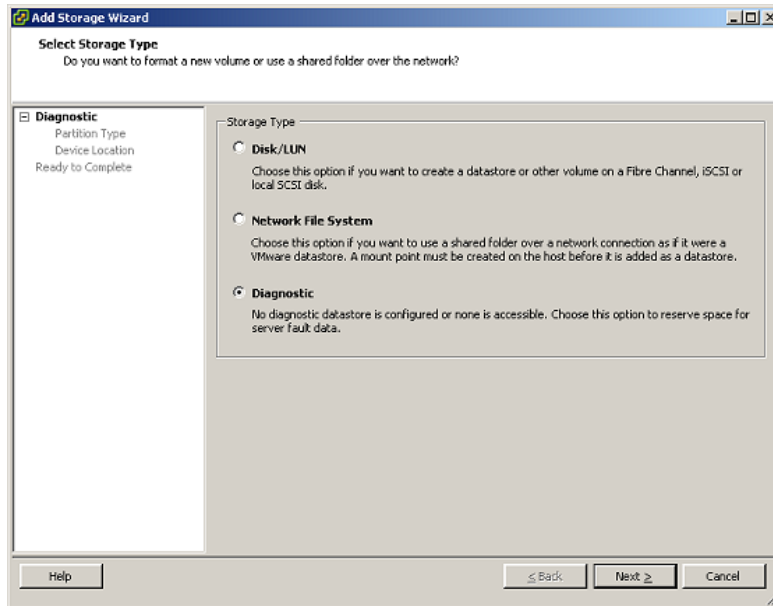 Add Storage Wizard
Select Storage Type
Do you want to format a new volume or use a shared folder over the network?
Diagnostic
Partition Type
Device Location
Ready to Complete
Storage Type
Disk/LUN
Choose this option if you want to create a datastore or other volume on a Fibre Channel, iSCSI or
local SCSI disk.
Network File System
Choose this option if you want to use a shared folder over a network connection as if it were a
VMware datastore. A mount point must be created on the host before it is added as a datastore.
Diagnostic
No diagnostic datastore is configured or none is accessible. Choose this option to reserve space for
server fault data.
Help
≤ Back
Next ≥
Cancel